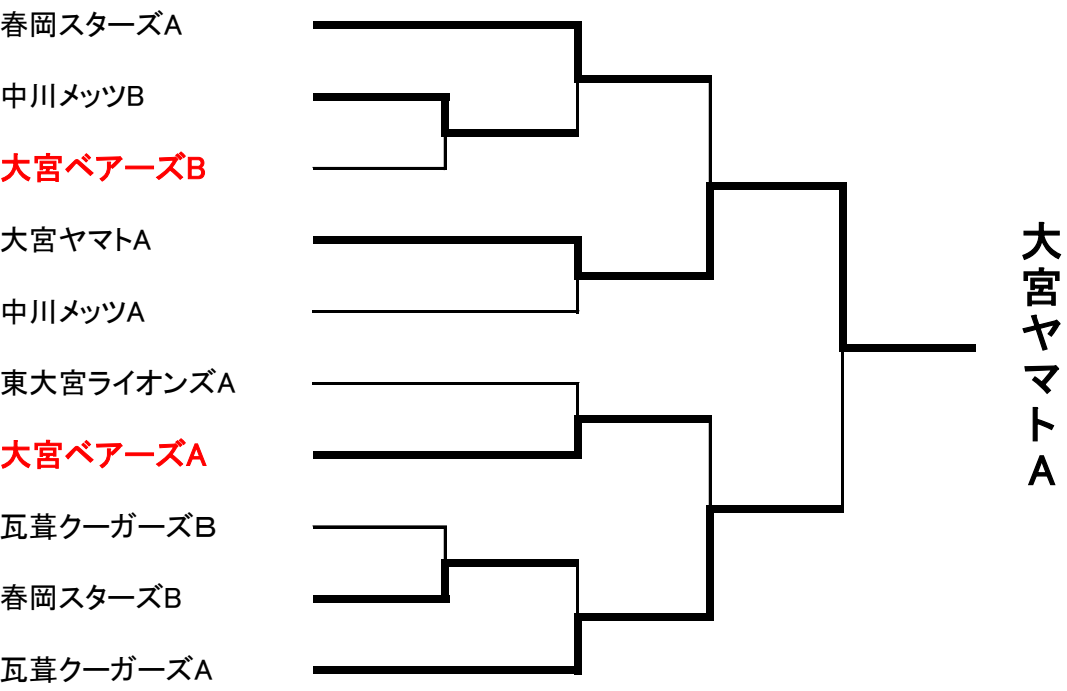 春岡スターズA
中川メッツB
大宮ベアーズB
大宮ヤマトA
中川メッツA
東大宮ライオンズA
大宮ベアーズA
瓦葺クーガーズB
春岡スターズB
瓦葺クーガーズA
大宮ヤマトA